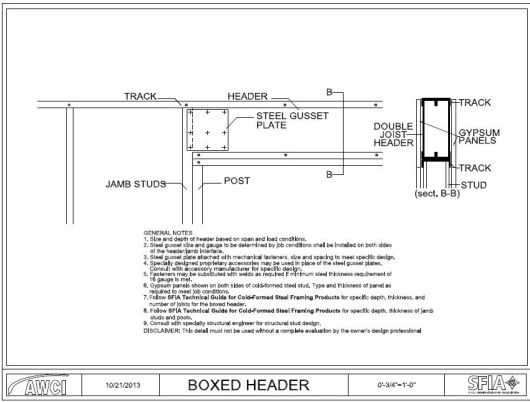 TRACK
HEADER
B
STEEL GUSSET
PLATE
TRACK
DOUBLE
JOIST
HEADER
GYPSUM
PANELS
TRACK
B
JAMB STUDS
POST
STUD
(sect. B-B)
GENERAL NOTES
1. Size and depth of header based on span and load conditions.
2. Steel gusset size and gauge to be determined by job conditions shall be installed on both sides
of the header/jamb interface.
3. Steel gusset plate attached with mechanical fasteners, size and spacing to meet specific design.
4. Specially designed proprietary accessories may be used in place of the steel gusset plates.
Consult with accessory manufacturer for specific design.
5. Fasteners may be substituted with welds as required if minimum steel thickness requirement of
16 gauge is met.
6. Gypsum panels shown on both sides of cold-formed steel stud. Type and thickness of panel as
required to meet job conditions.
7. Follow SFIA Technical Guide for Cold-Formed Steel Framing Products for specific depth, thickness, and
number of joists for the boxed header.
8. Follow SFIA Technical Guide for Cold-Formed Steel Framing Products for specific depth, thickness of jamb
studs and posts.
9. Consult with specialty structural engineer for structural stud design.
DISCLAIMER: This detail must not be used without a complete evaluation by the owner's design professional
AWCI
10/21/2013
BOXED HEADER
0'-3/4"=1'-0"
SFIA